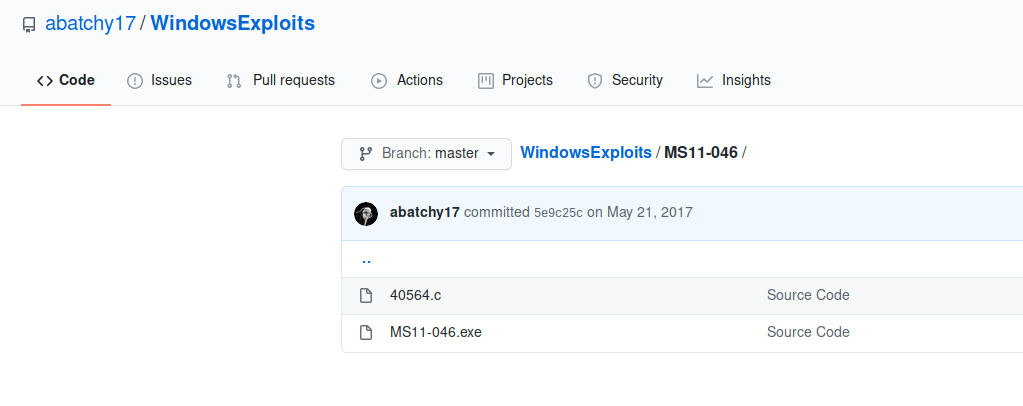 abatchy17 / WindowsExploits
Code Issues Pull requests Actions Projects Security Insights
Branch: master WindowsExploits / MS11-046 /
abatchy17 committed 5e9c25c on May 21, 2017
..
40564.c Source Code
MS11-046.exe Source Code